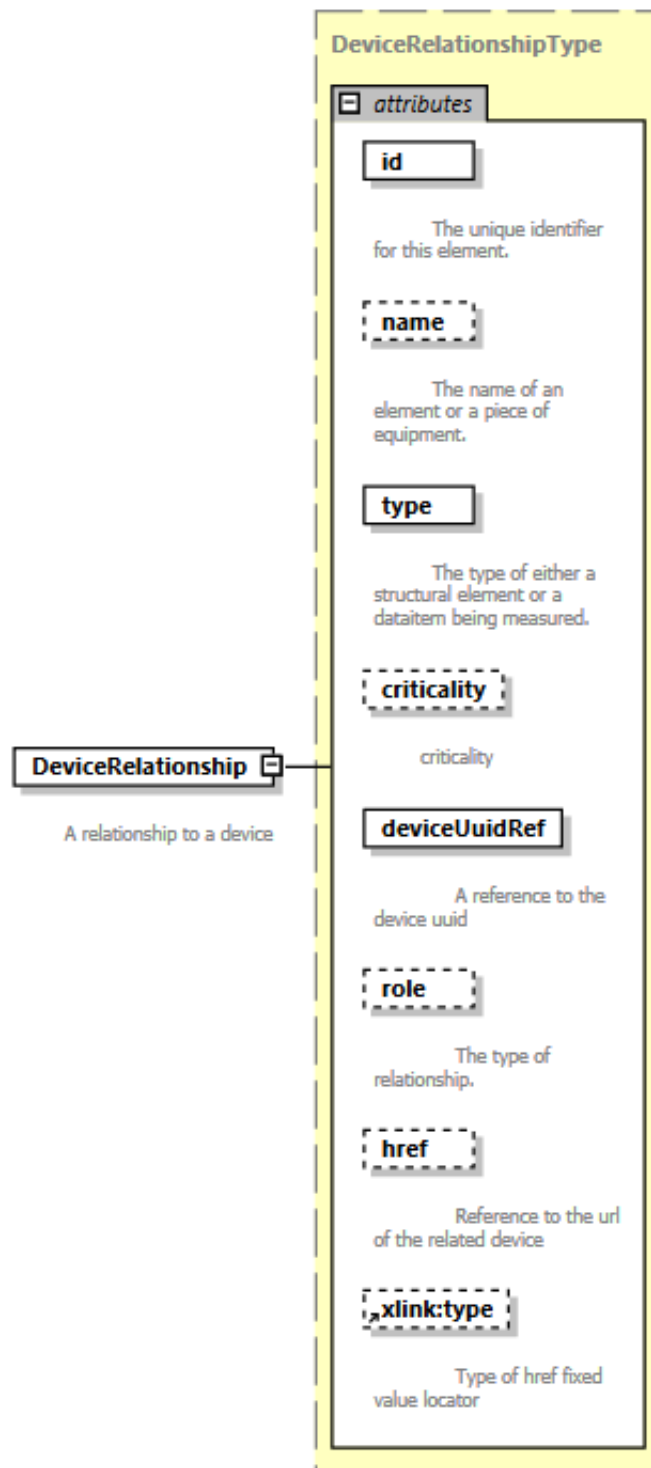 DeviceRelationshipType
attributes
id
The unique identifier
for this element.
name
The name of an
element or a piece of
equipment.
type
The type of either a
structural element or a
dataitem being measured.
criticality
criticality
DeviceRelationship
A relationship to a device
deviceUuidRef
A reference to the
device uuid
role
The type of
relationship.
href
Reference to the url
of the related device
xlink:type
Type of href fixed
value locator